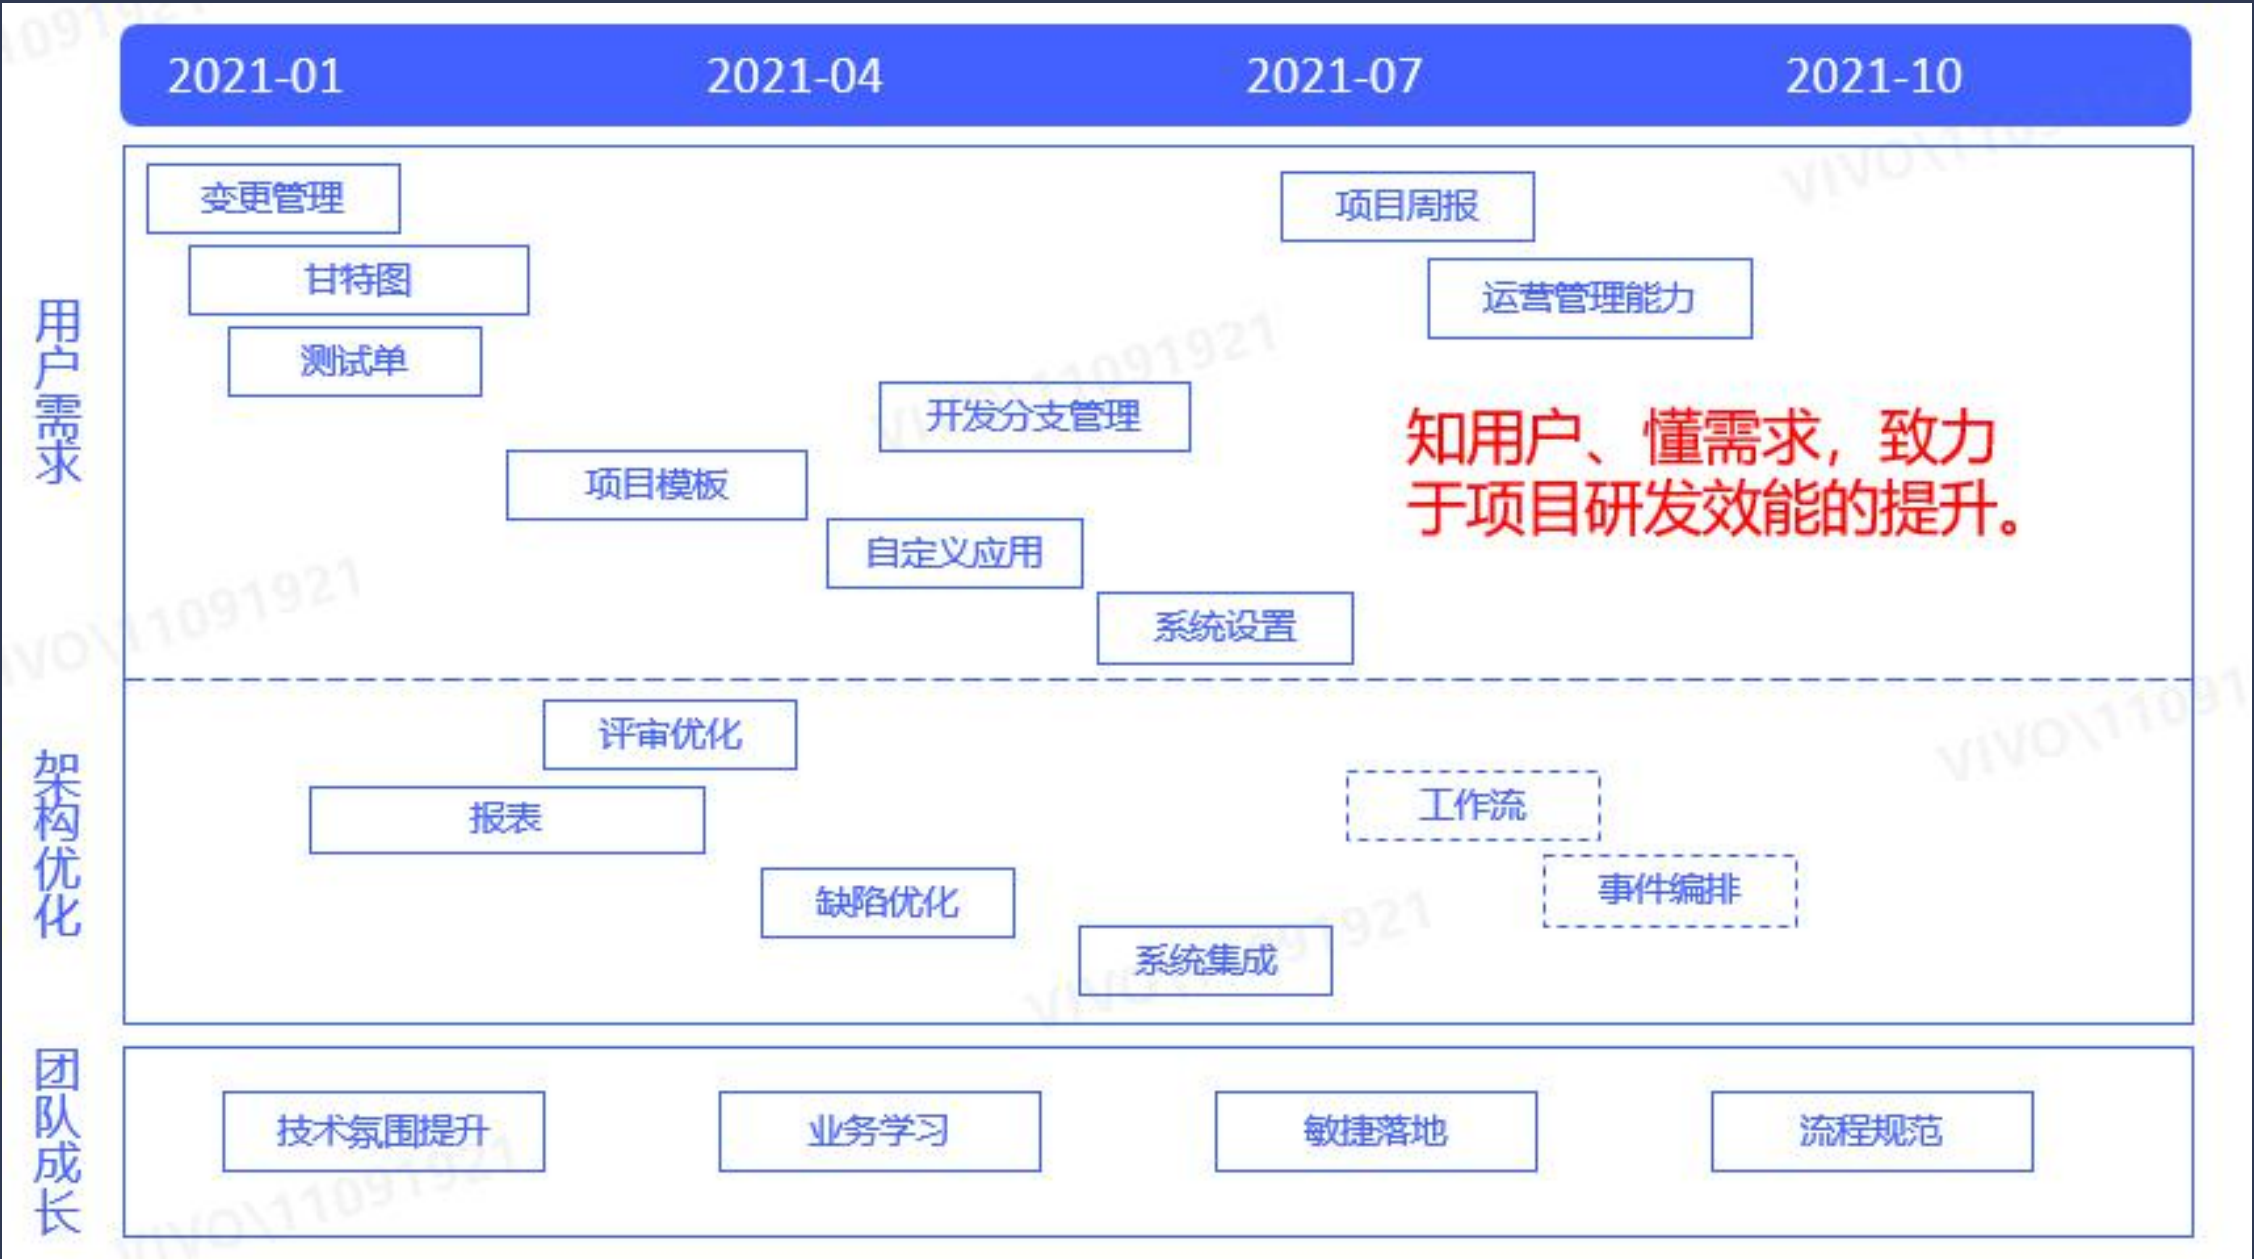 2021-01
2021-04
2021-07
2021-10
用户需求
变更管理
项目周报
甘特图
运营管理能力
测试单
开发分支管理
知用户、懂需求，致力
于项目研发效能的提升。
项目模板
自定义应用
系统设置
架构优化
评审优化
报表
工作流
缺陷优化
事件编排
系统集成
团队成长
技术氛围提升
业务学习
敏捷落地
流程规范
VIVO\11091921